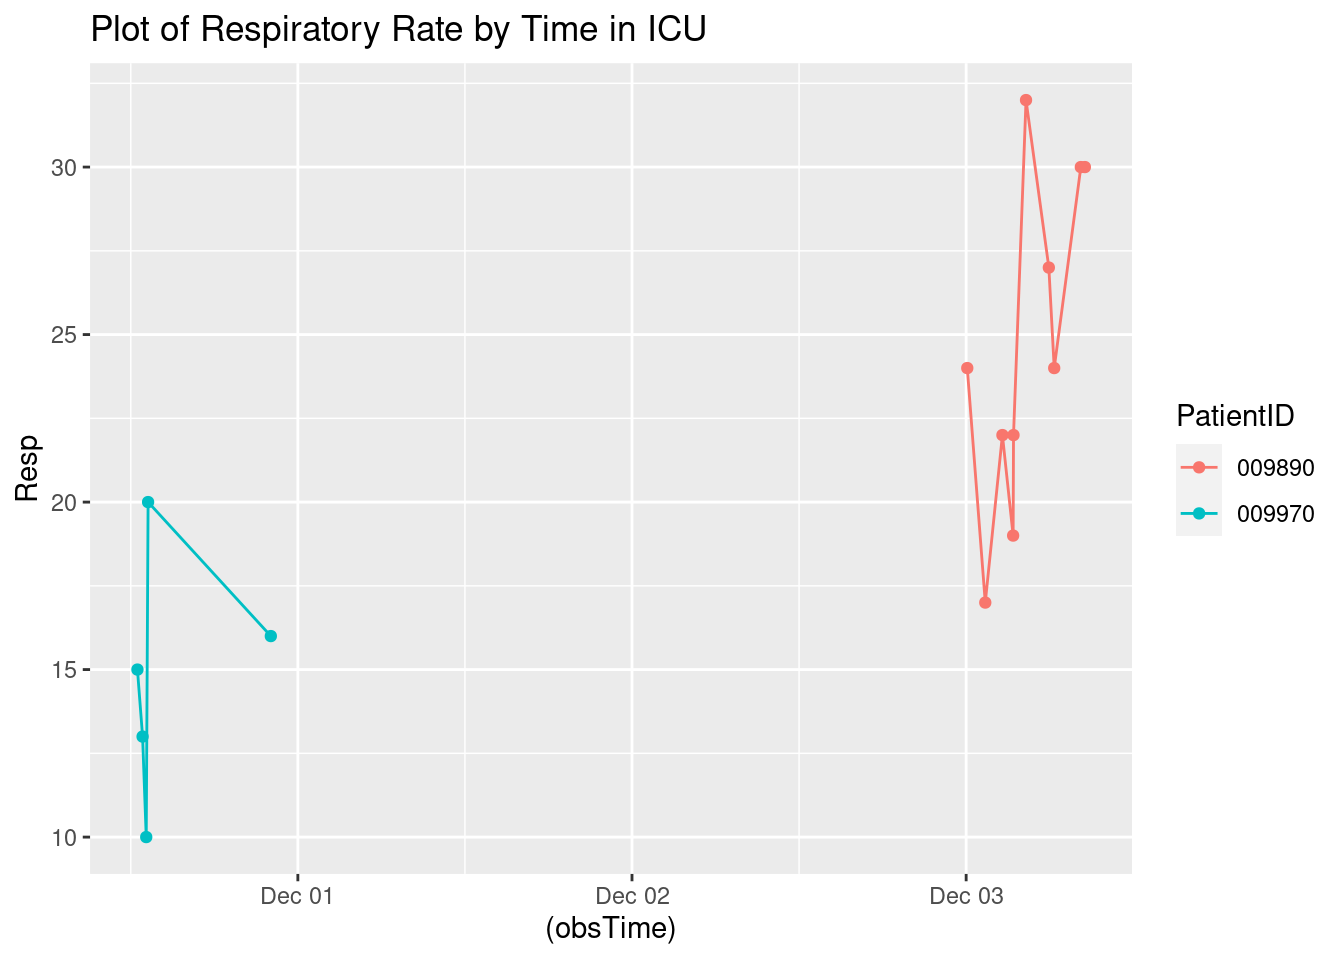 Plot of Respiratory Rate by Time in ICU
30
25
20
15
10
Resp
Dec 01
Dec 02
Dec 03
(obsTime)
PatientID
009890
009970